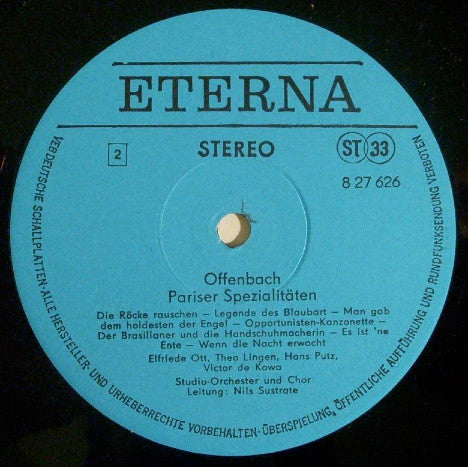 ETERNA
2
STEREO
ST 33
8 27 626
Offenbach
Pariser Spezialitäten
Die Röcke rauschen – Legende des Blaubart – Man gab
dem holdesten der Engel – Opportunisten-Kanzonette –
Der Brasilianer und die Handschuhmacherin – Es ist 'ne
Ente – Wenn die Nacht erwacht
Elfriede Ott, Theo Lingen, Hans Putz,
Victor de Kowa
Studio-Orchester und Chor
Leitung: Nils Sustrate
VEB DEUTSCHE SCHALLPLATTEN · ALLE HERSTELLER- UND URHEBERRECHTE VORBEHALTEN · ÜBERSPIELUNG, ÖFFENTLICHE AUFFÜHRUNG UND RUNDFUNKSENDUNG VERBOTEN